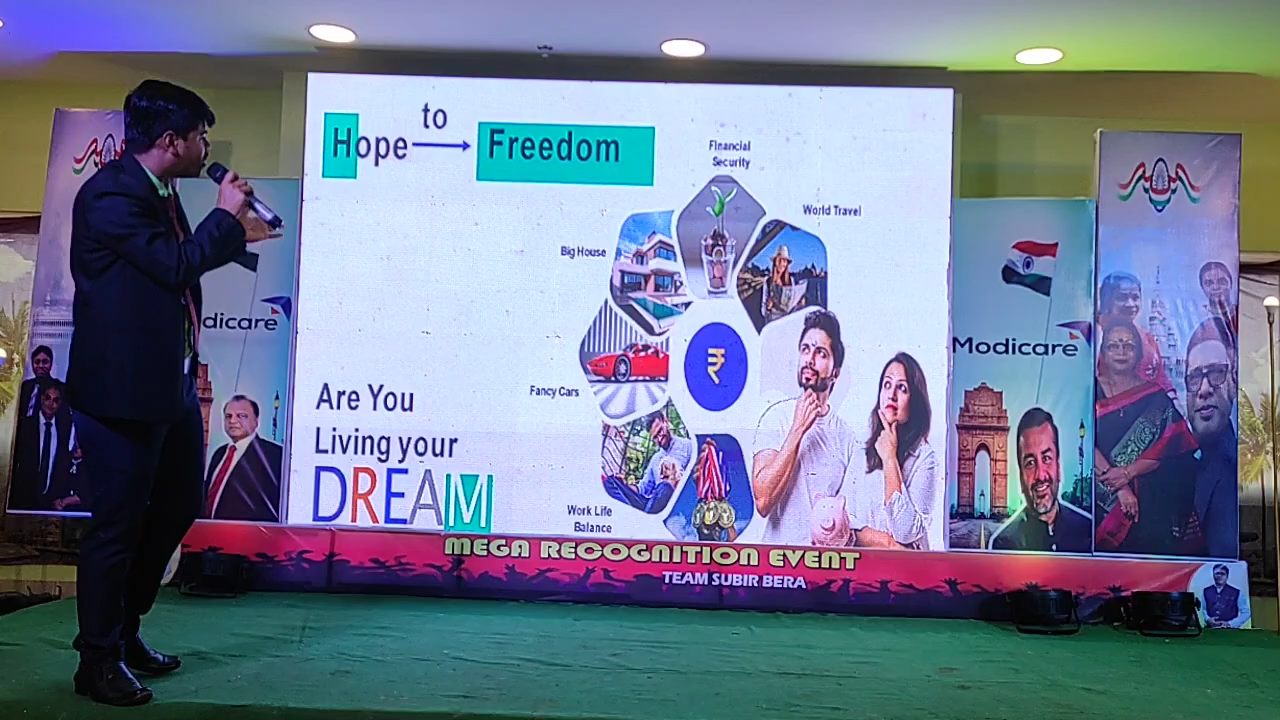 Hope
to
Freedom
Financial
Security
World Travel
Big House
Fancy Cars
Work Life
Balance
₹
Are You
Living your
DREAM
dicare
Modicare
MEGA RECOGNITION EVENT
TEAM SUBIR BERA